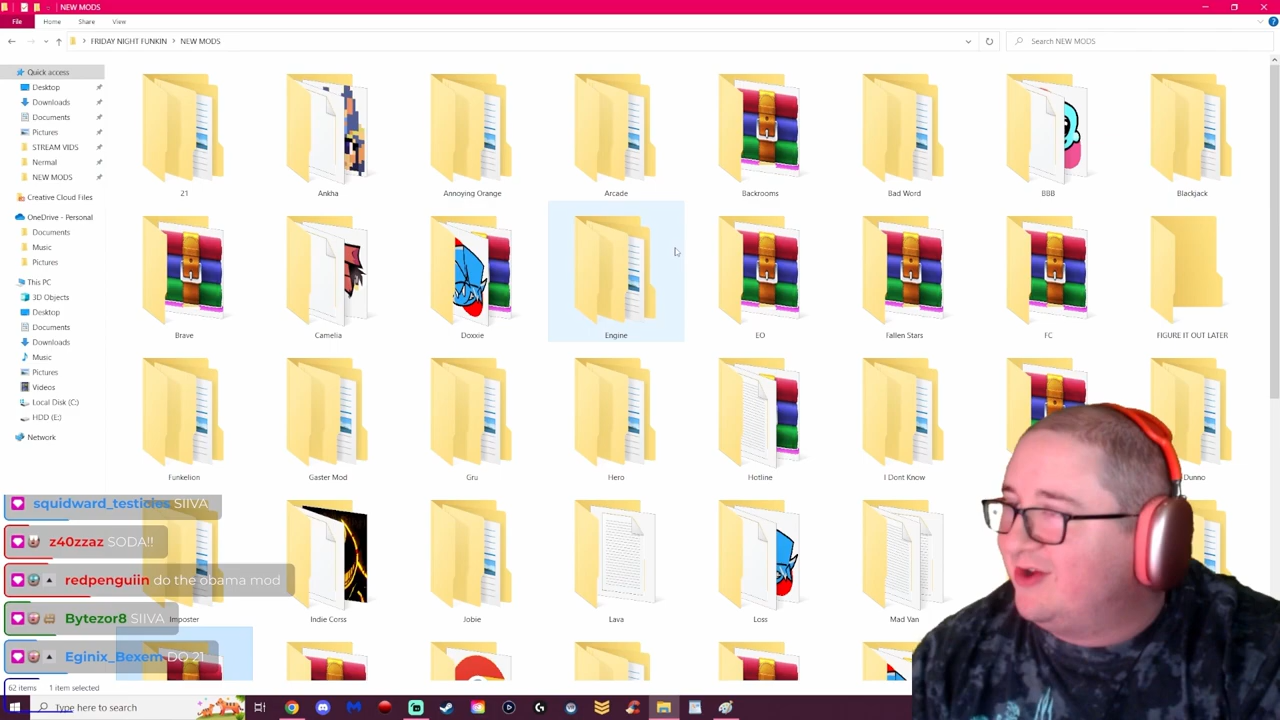 NEW MODS
File Home Share View
FRIDAY NIGHT FUNKIN NEW MODS Search NEW MODS
Quick access
Desktop
Downloads
Documents
Pictures
STREAM VIDS
Normal
NEW MODS
Creative Cloud Files
OneDrive - Personal
Documents
Music
Pictures
This PC
3D Objects
Desktop
Documents
Downloads
Music
Pictures
Videos
Local Disk (C:)
HDD (E:)
Network
21 Ankha Annoying Orange Arcade Backrooms Bad Word BBB Blackjack
Brave Camelia Doxxie Engine EO Fallen Stars FC FIGURE IT OUT LATER
Funkelion Gaster Mod Gru Hero Hotline I Dont Know Dunno
Imposter Indie Corss Jobie Lava Loss Mad Van
squidward_testicles SIIVA
z40zzaz SODA!!
redpenguiin do the obama mod
Bytezor8 SIIVA
Eginix_Bexem DO 21
62 items 1 item selected
Type here to search